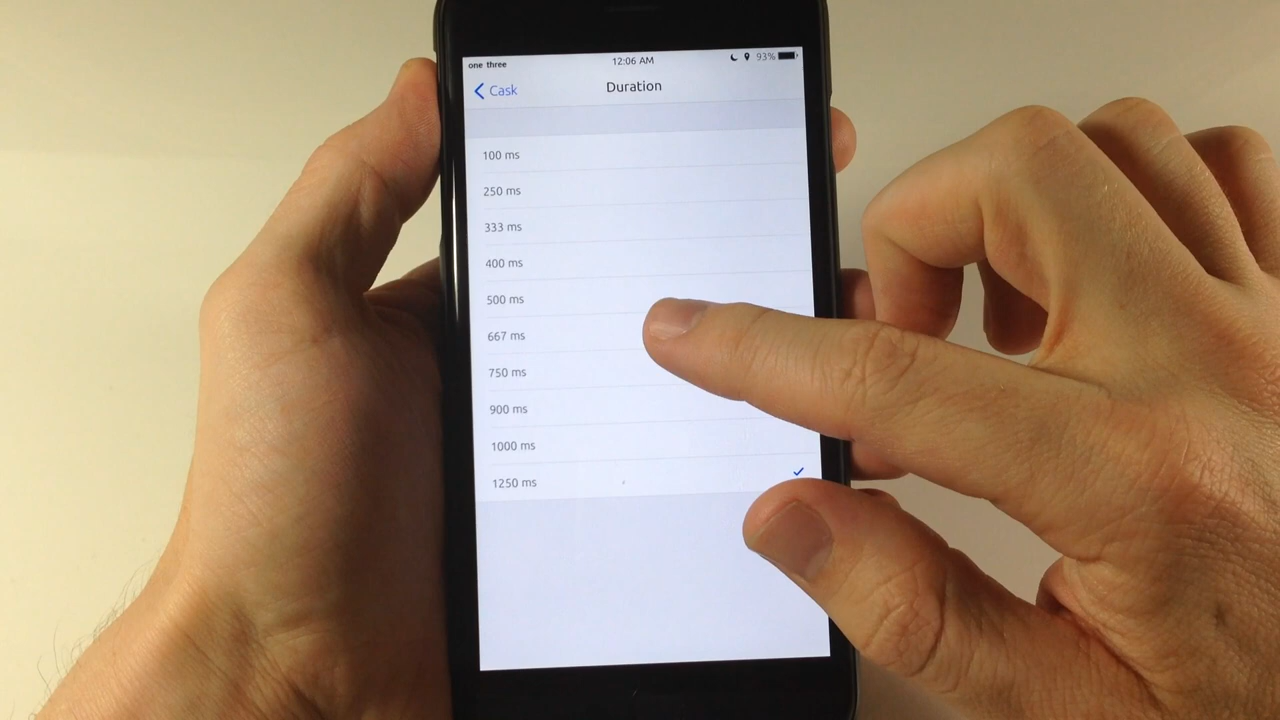 one three 12:06 AM 93%
Cask Duration
100 ms
250 ms
333 ms
400 ms
500 ms
667 ms
750 ms
900 ms
1000 ms
1250 ms